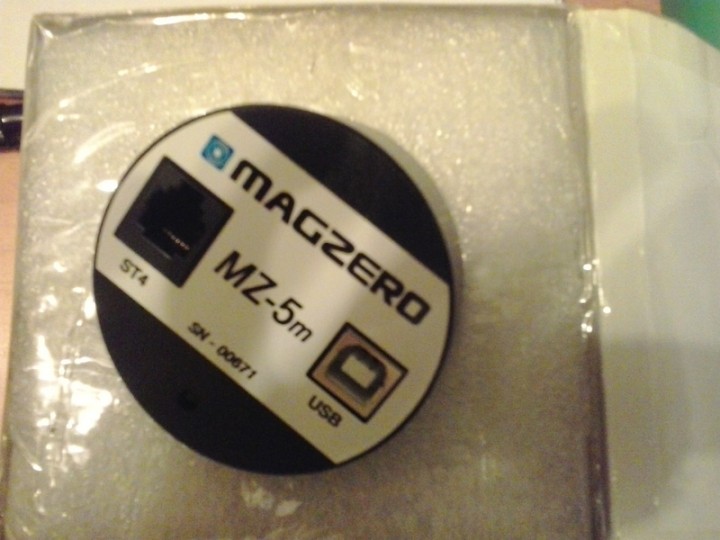 MAGZERO
ST4
MZ-5m
SN - 00671
USB